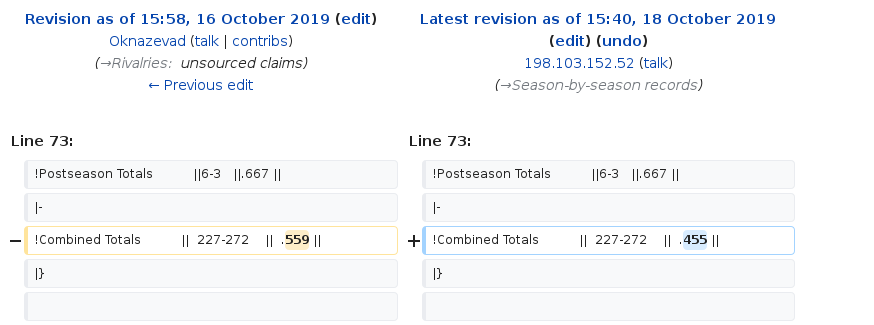 Revision as of 15:58, 16 October 2019 (edit)
Oknazevad (talk | contribs)
(→Rivalries: unsourced claims)
← Previous edit
Latest revision as of 15:40, 18 October 2019
(edit) (undo)
198.103.152.52 (talk)
(→Season-by-season records)
Line 73:
Line 73:
!Postseason Totals ||6-3 ||.667 ||
!Postseason Totals ||6-3 ||.667 ||
|-
|-
− !Combined Totals || 227-272 || .559 ||
+ !Combined Totals || 227-272 || .455 ||
|}
|}